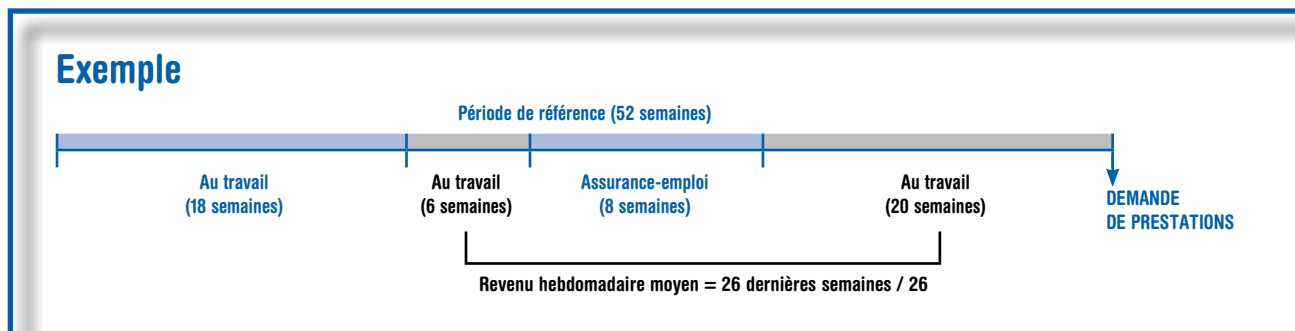 Exemple
Période de référence (52 semaines)
Au travail
(18 semaines)
Au travail
(6 semaines)
Assurance-emploi
(8 semaines)
Au travail
(20 semaines)
DEMANDE
DE PRESTATIONS
Revenu hebdomadaire moyen = 26 dernières semaines / 26